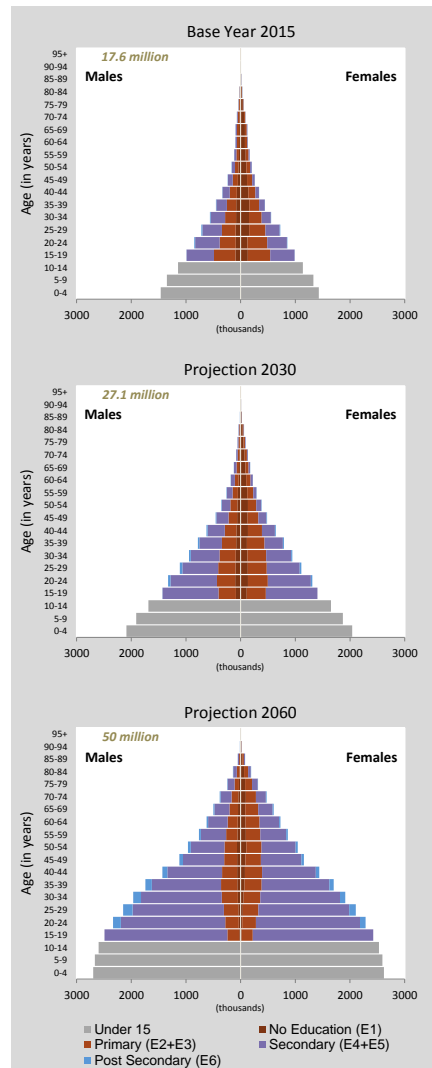 Base Year 2015
17.6 million
Males
Females
Age (in years)
95+
90-94
85-89
80-84
75-79
70-74
65-69
60-64
55-59
50-54
45-49
40-44
35-39
30-34
25-29
20-24
15-19
10-14
5-9
0-4
3000 2000 1000 0 1000 2000 3000
(thousands)
Projection 2030
27.1 million
Males
Females
Age (in years)
95+
90-94
85-89
80-84
75-79
70-74
65-69
60-64
55-59
50-54
45-49
40-44
35-39
30-34
25-29
20-24
15-19
10-14
5-9
0-4
3000 2000 1000 0 1000 2000 3000
(thousands)
Projection 2060
50 million
Males
Females
Age (in years)
95+
90-94
85-89
80-84
75-79
70-74
65-69
60-64
55-59
50-54
45-49
40-44
35-39
30-34
25-29
20-24
15-19
10-14
5-9
0-4
3000 2000 1000 0 1000 2000 3000
(thousands)
Under 15 No Education (E1)
Primary (E2+E3) Secondary (E4+E5)
Post Secondary (E6)